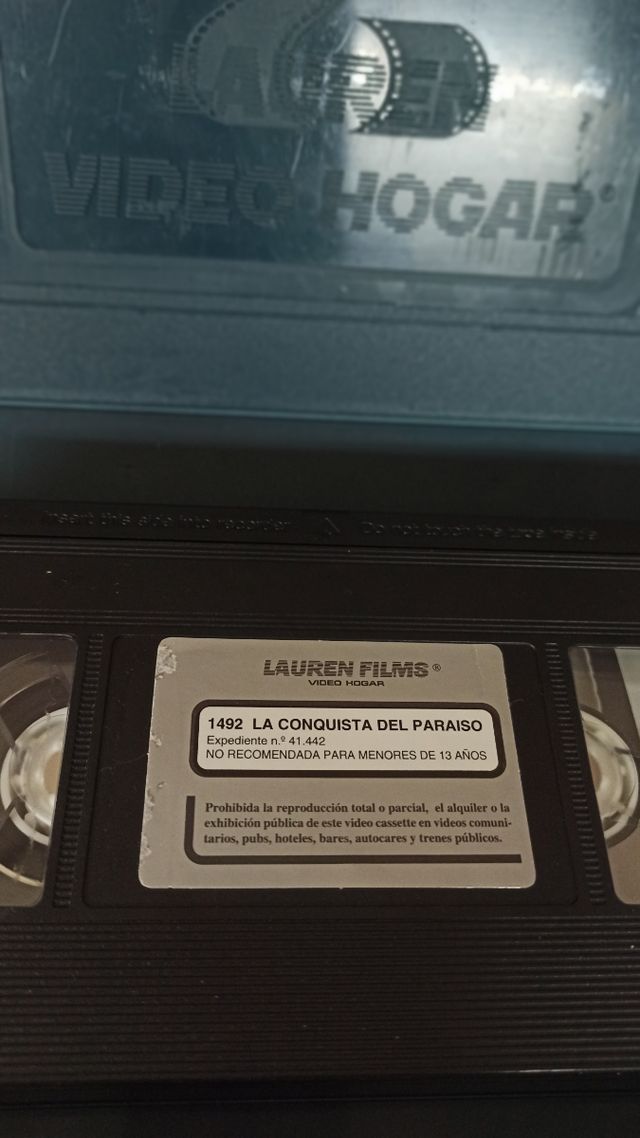 LAUREN
VIDEO HOGAR®
Insert this side into recorder △ Do not touch the tape inside
LAUREN FILMS®
VIDEO HOGAR
1492 LA CONQUISTA DEL PARAISO
Expediente n.º 41.442
NO RECOMENDADA PARA MENORES DE 13 AÑOS
Prohibida la reproducción total o parcial, el alquiler o la
exhibición pública de este video cassette en videos comuni-
tarios, pubs, hoteles, bares, autocares y trenes públicos.